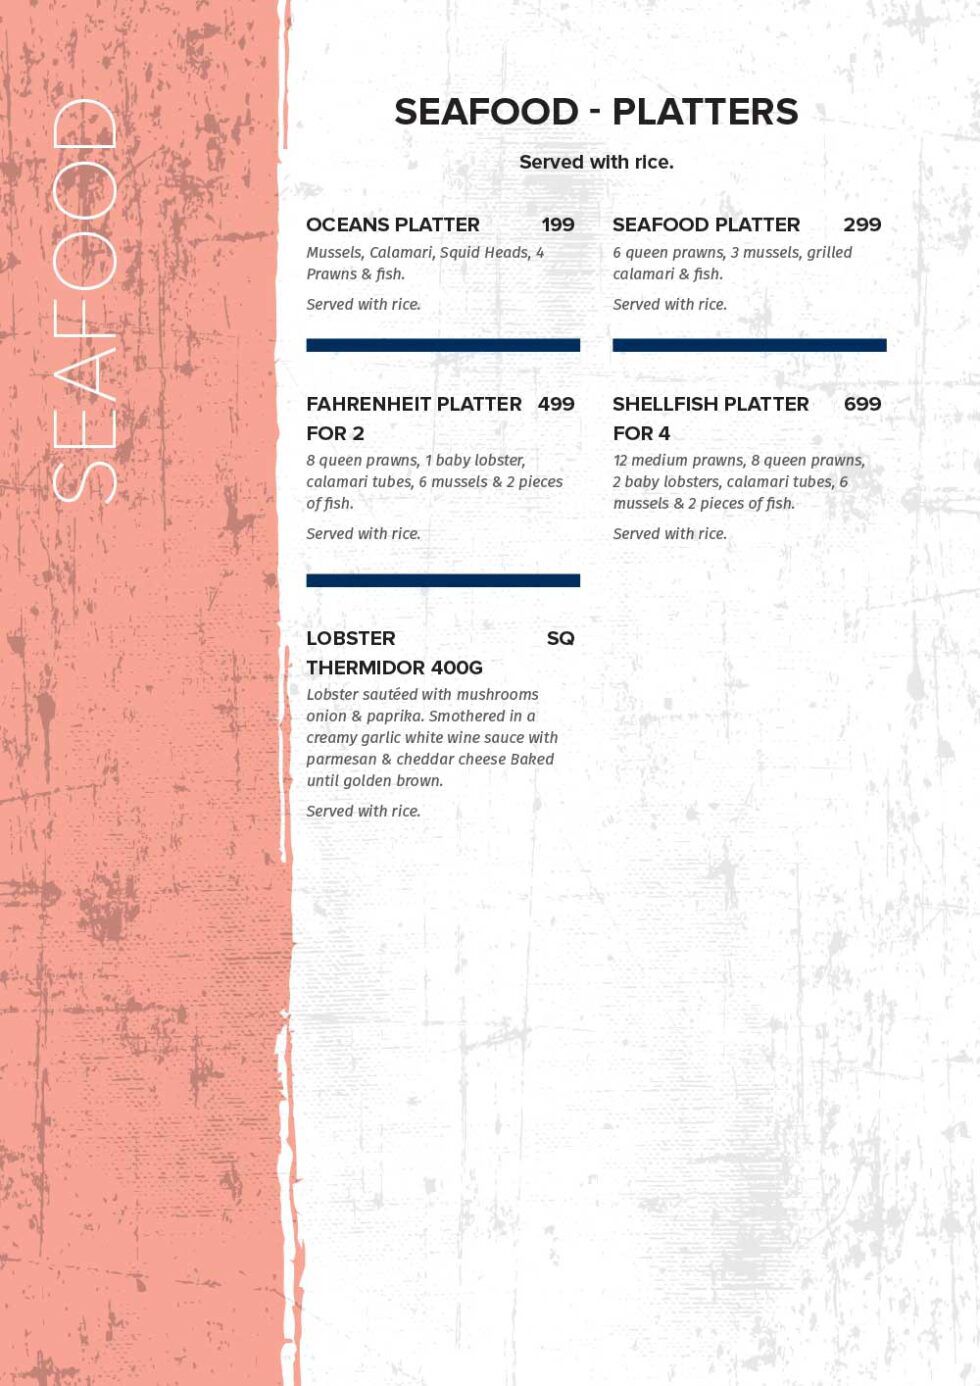 SEAFOOD
SEAFOOD - PLATTERS
Served with rice.
OCEANS PLATTER 199
Mussels, Calamari, Squid Heads, 4
Prawns & fish.
Served with rice.
SEAFOOD PLATTER 299
6 queen prawns, 3 mussels, grilled
calamari & fish.
Served with rice.
FAHRENHEIT PLATTER 499
FOR 2
8 queen prawns, 1 baby lobster,
calamari tubes, 6 mussels & 2 pieces
of fish.
Served with rice.
SHELLFISH PLATTER 699
FOR 4
12 medium prawns, 8 queen prawns,
2 baby lobsters, calamari tubes, 6
mussels & 2 pieces of fish.
Served with rice.
LOBSTER SQ
THERMIDOR 400G
Lobster sautéed with mushrooms
onion & paprika. Smothered in a
creamy garlic white wine sauce with
parmesan & cheddar cheese Baked
until golden brown.
Served with rice.